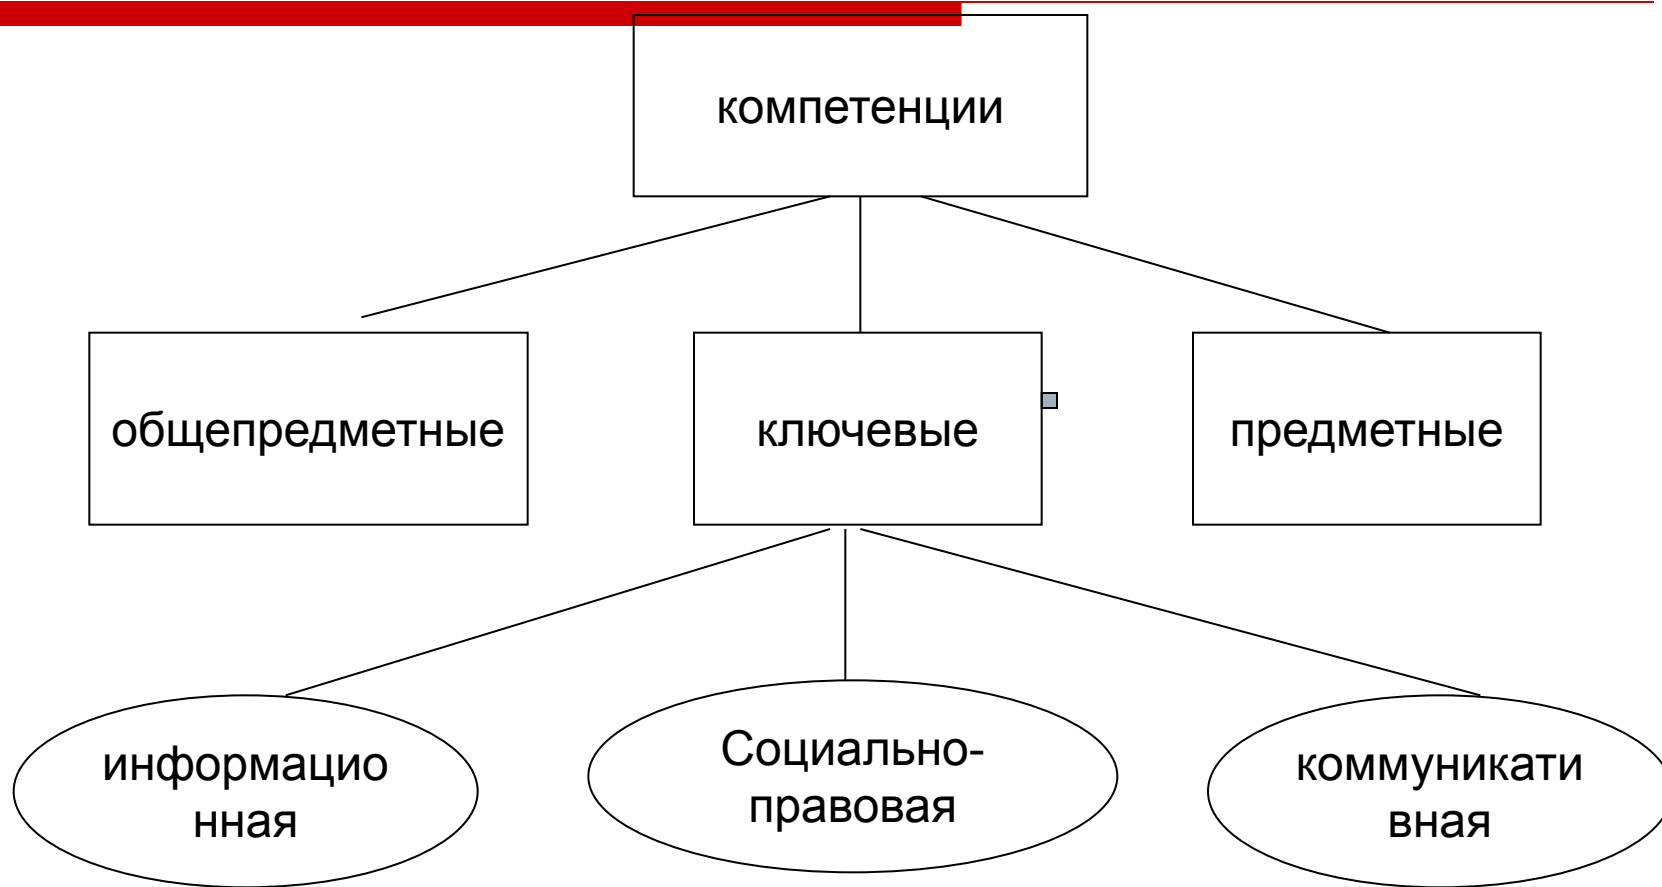 компетенции
общепредметные
ключевые
предметные
информацио
нная
Социально-
правовая
коммуникати
вная